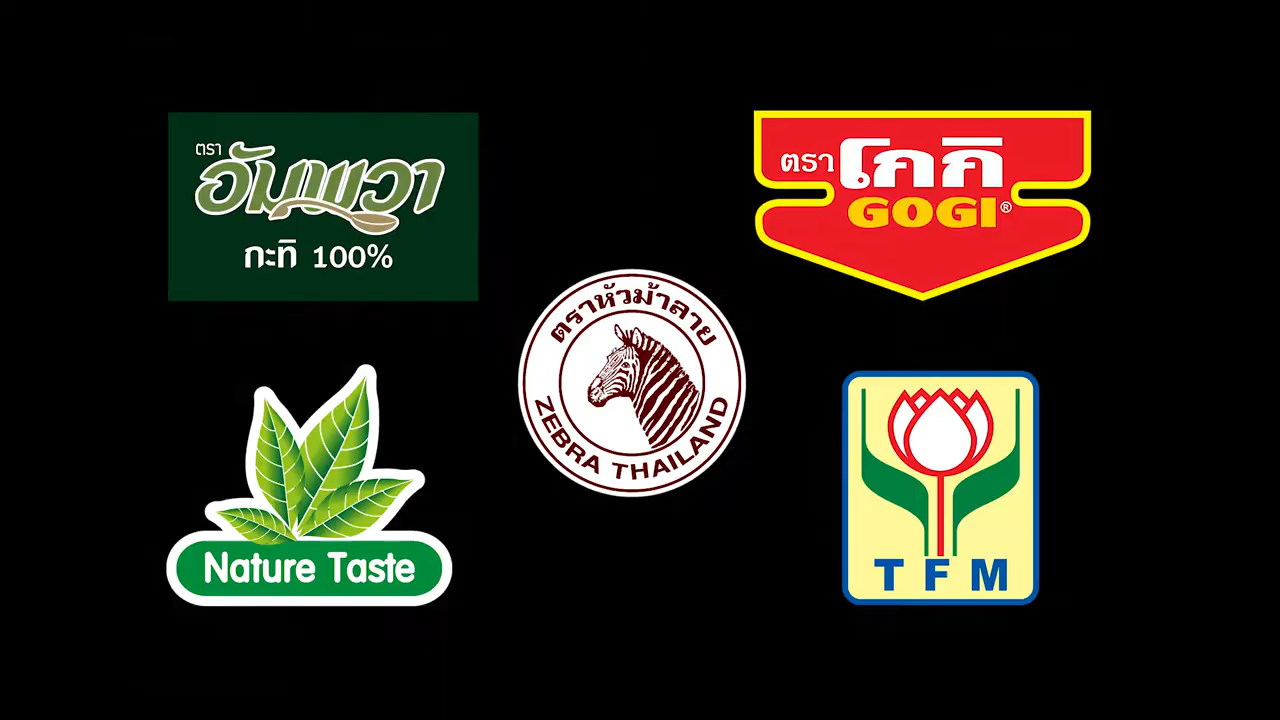 ตรา
อัมพวา
กะทิ 100%
ตรา โกกิ
GOGI®
ตราหัวม้าลาย
ZEBRA THAILAND
Nature Taste
T F M